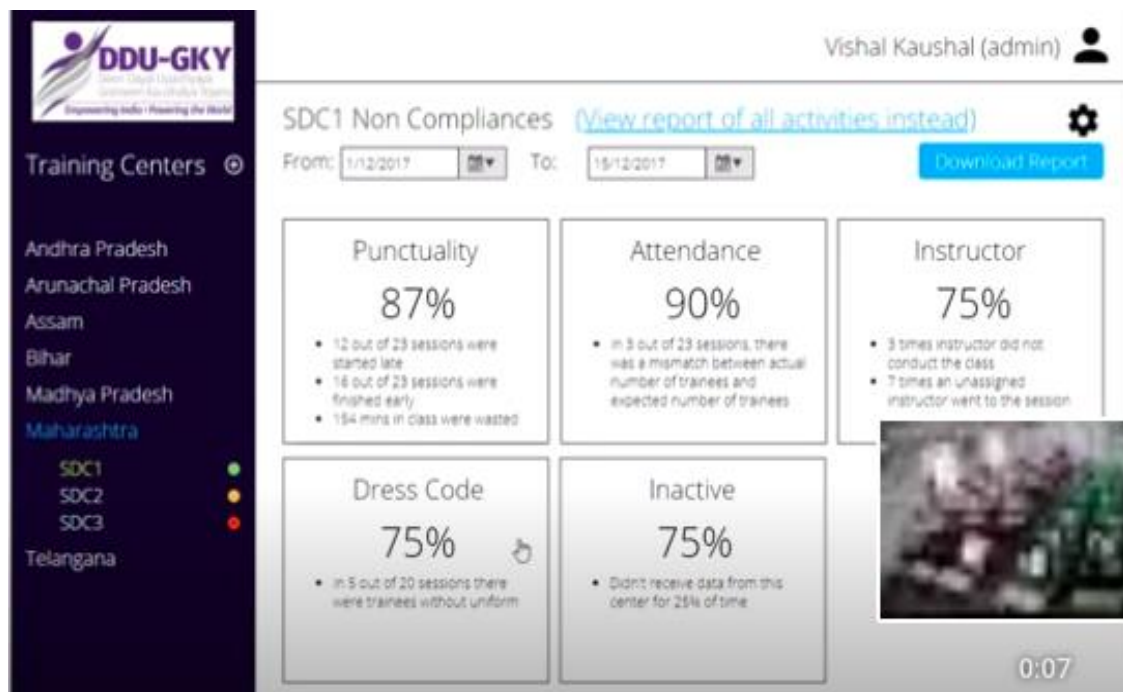 DDU-GKY
Empowering India - Powering the World
Training Centers
Andhra Pradesh
Arunachal Pradesh
Assam
Bihar
Madhya Pradesh
Maharashtra
SDC1
SDC2
SDC3
Telangana
Vishal Kaushal (admin)
SDC1 Non Compliances (View report of all activities instead)
From: 1/12/2017 To: 15/12/2017
Download Report
Punctuality
87%
• 12 out of 23 sessions were
started late
• 16 out of 23 sessions were
finished early
• 154 mins in class were wasted
Attendance
90%
• In 3 out of 23 sessions, there
was a mismatch between actual
number of trainees and
expected number of trainees
Instructor
75%
• 3 times instructor did not
conduct the class
• 7 times an unassigned
instructor went to the session
Dress Code
75%
• In 5 out of 20 sessions there
were trainees without uniform
Inactive
75%
• Didn't receive data from this
center for 25% of time
0:07